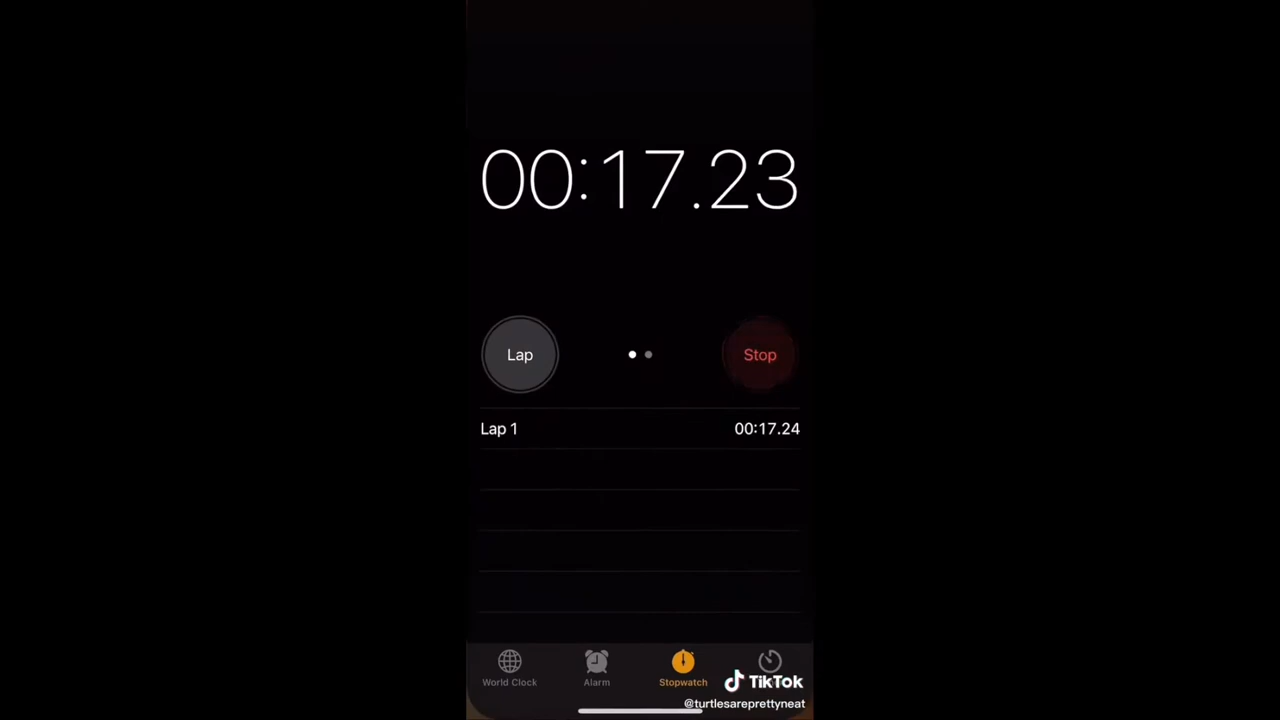 00:17.23
Lap
Stop
Lap 1 00:17.24
World Clock Alarm Stopwatch
TikTok
@turtlesareprettyneat